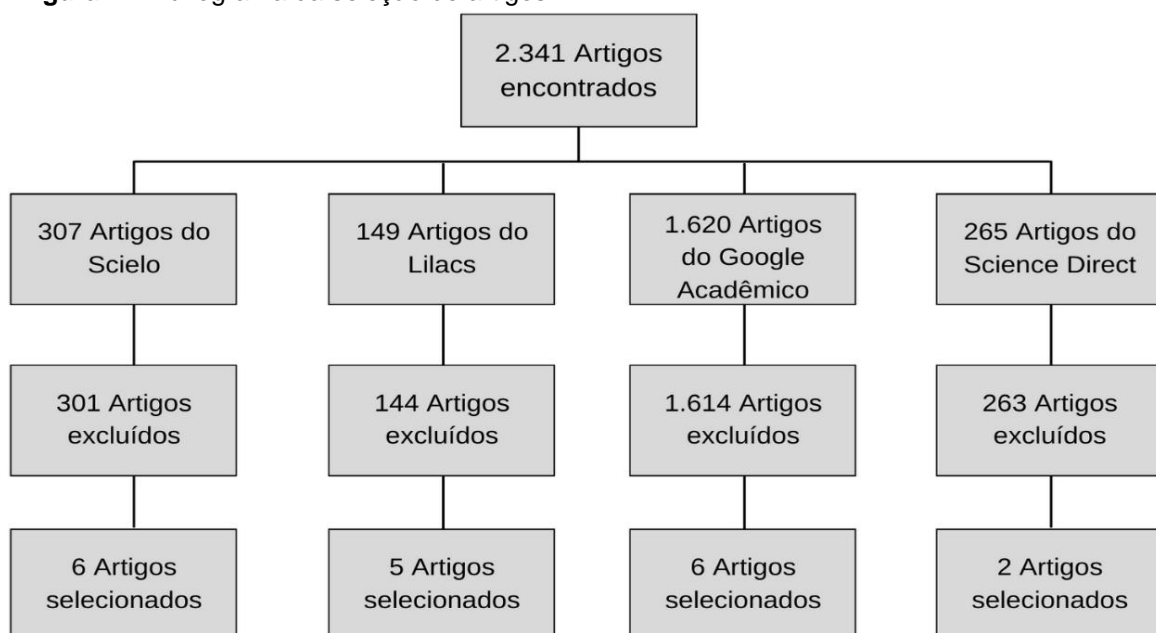 2.341 Artigos
encontrados
307 Artigos do
Scielo
149 Artigos do
Lilacs
1.620 Artigos
do Google
Acadêmico
265 Artigos do
Science Direct
301 Artigos
excluídos
144 Artigos
excluídos
1.614 Artigos
excluídos
263 Artigos
excluídos
6 Artigos
selecionados
5 Artigos
selecionados
6 Artigos
selecionados
2 Artigos
selecionados